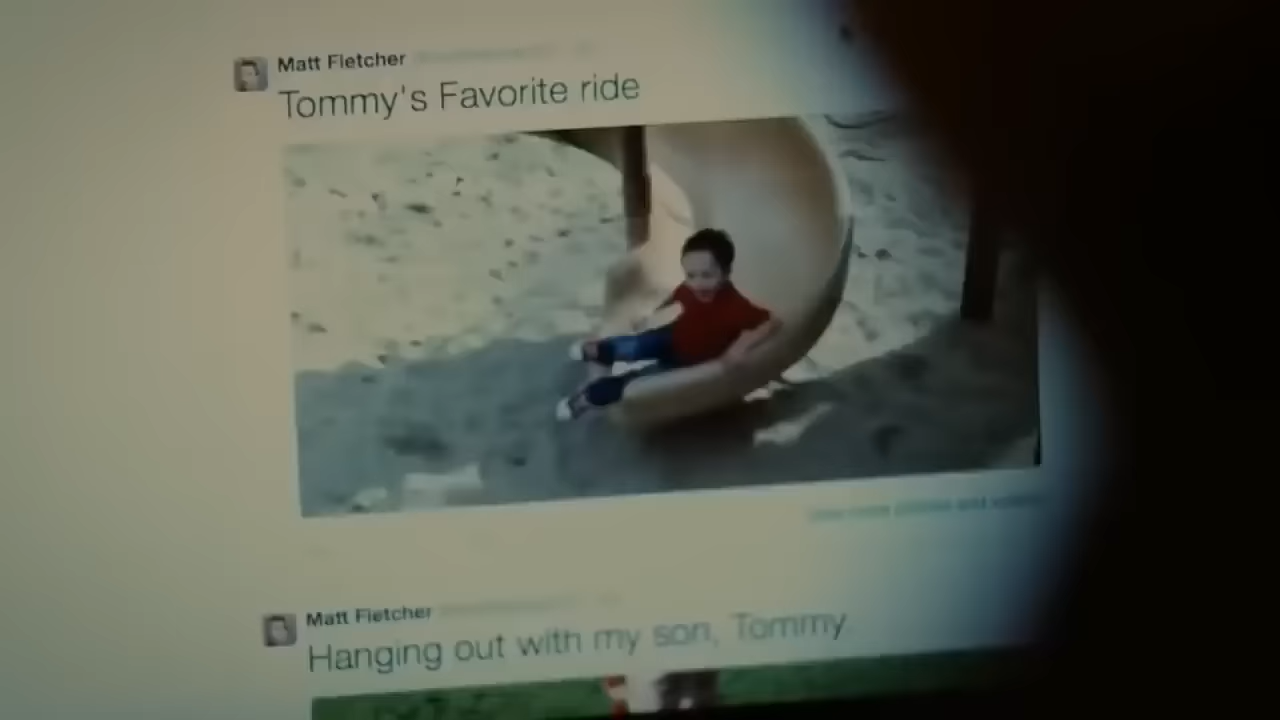 Matt Fletcher
Tommy's Favorite ride
Matt Fletcher
Hanging out with my son, Tommy